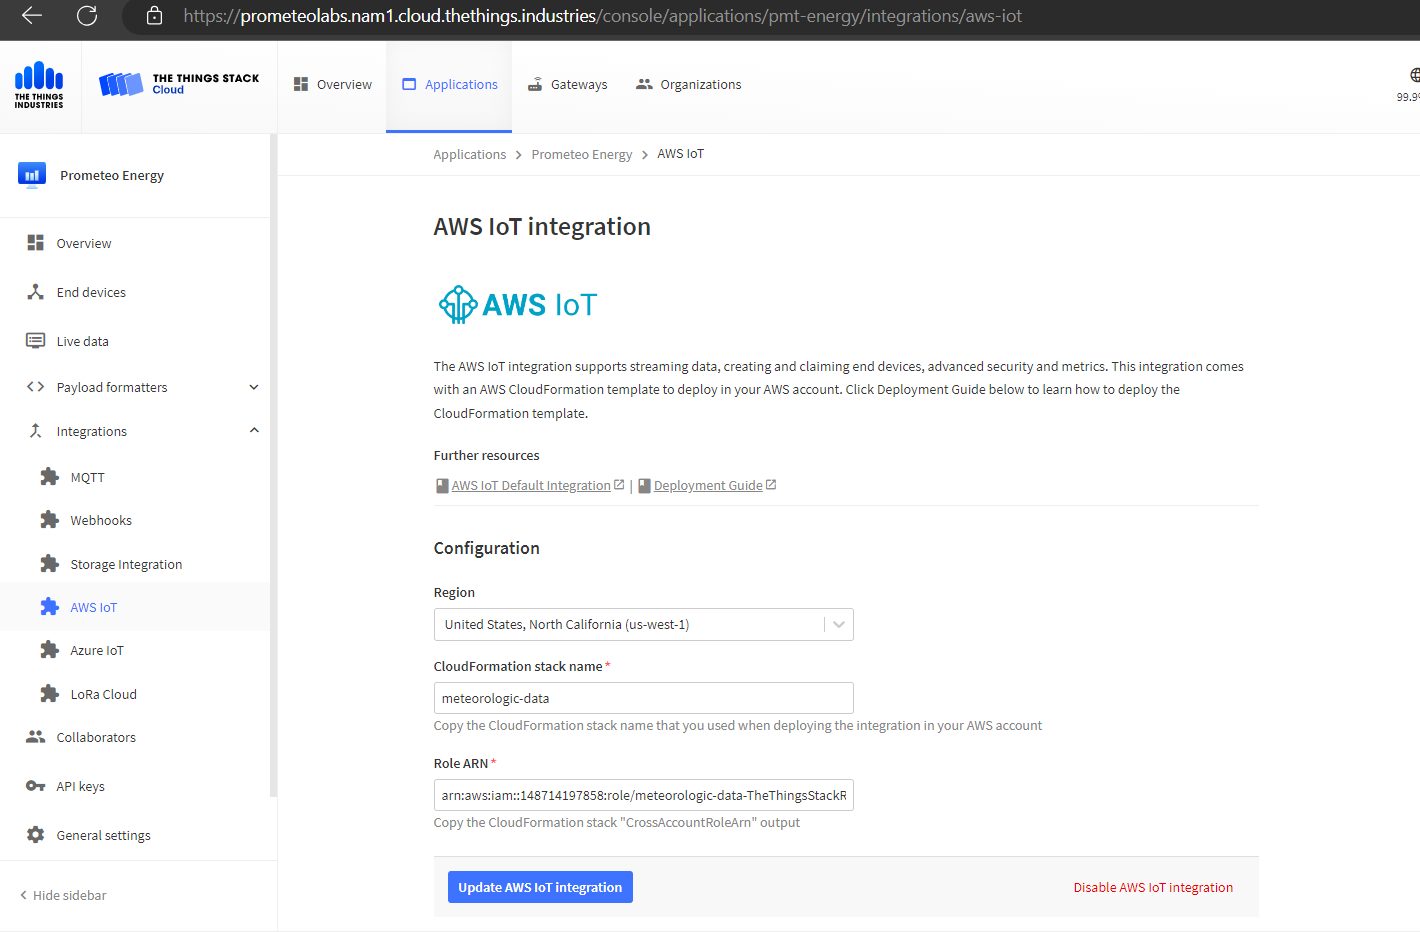 https://prometeolabs.nam1.cloud.thethings.industries/console/applications/pmt-energy/integrations/aws-iot
THE THINGS INDUSTRIES
THE THINGS STACK
Cloud
Overview
Applications
Gateways
Organizations
99.9
Prometeo Energy
Overview
End devices
Live data
Payload formatters
Integrations
MQTT
Webhooks
Storage Integration
AWS IoT
Azure IoT
LoRa Cloud
Collaborators
API keys
General settings
Hide sidebar
Applications > Prometeo Energy > AWS IoT
AWS IoT integration
AWS IoT
The AWS IoT integration supports streaming data, creating and claiming end devices, advanced security and metrics. This integration comes
with an AWS CloudFormation template to deploy in your AWS account. Click Deployment Guide below to learn how to deploy the
CloudFormation template.
Further resources
AWS IoT Default Integration | Deployment Guide
Configuration
Region
United States, North California (us-west-1)
CloudFormation stack name*
meteorologic-data
Copy the CloudFormation stack name that you used when deploying the integration in your AWS account
Role ARN*
arn:aws:iam::148714197858:role/meteorologic-data-TheThingsStackR
Copy the CloudFormation stack "CrossAccountRoleArn" output
Update AWS IoT integration
Disable AWS IoT integration